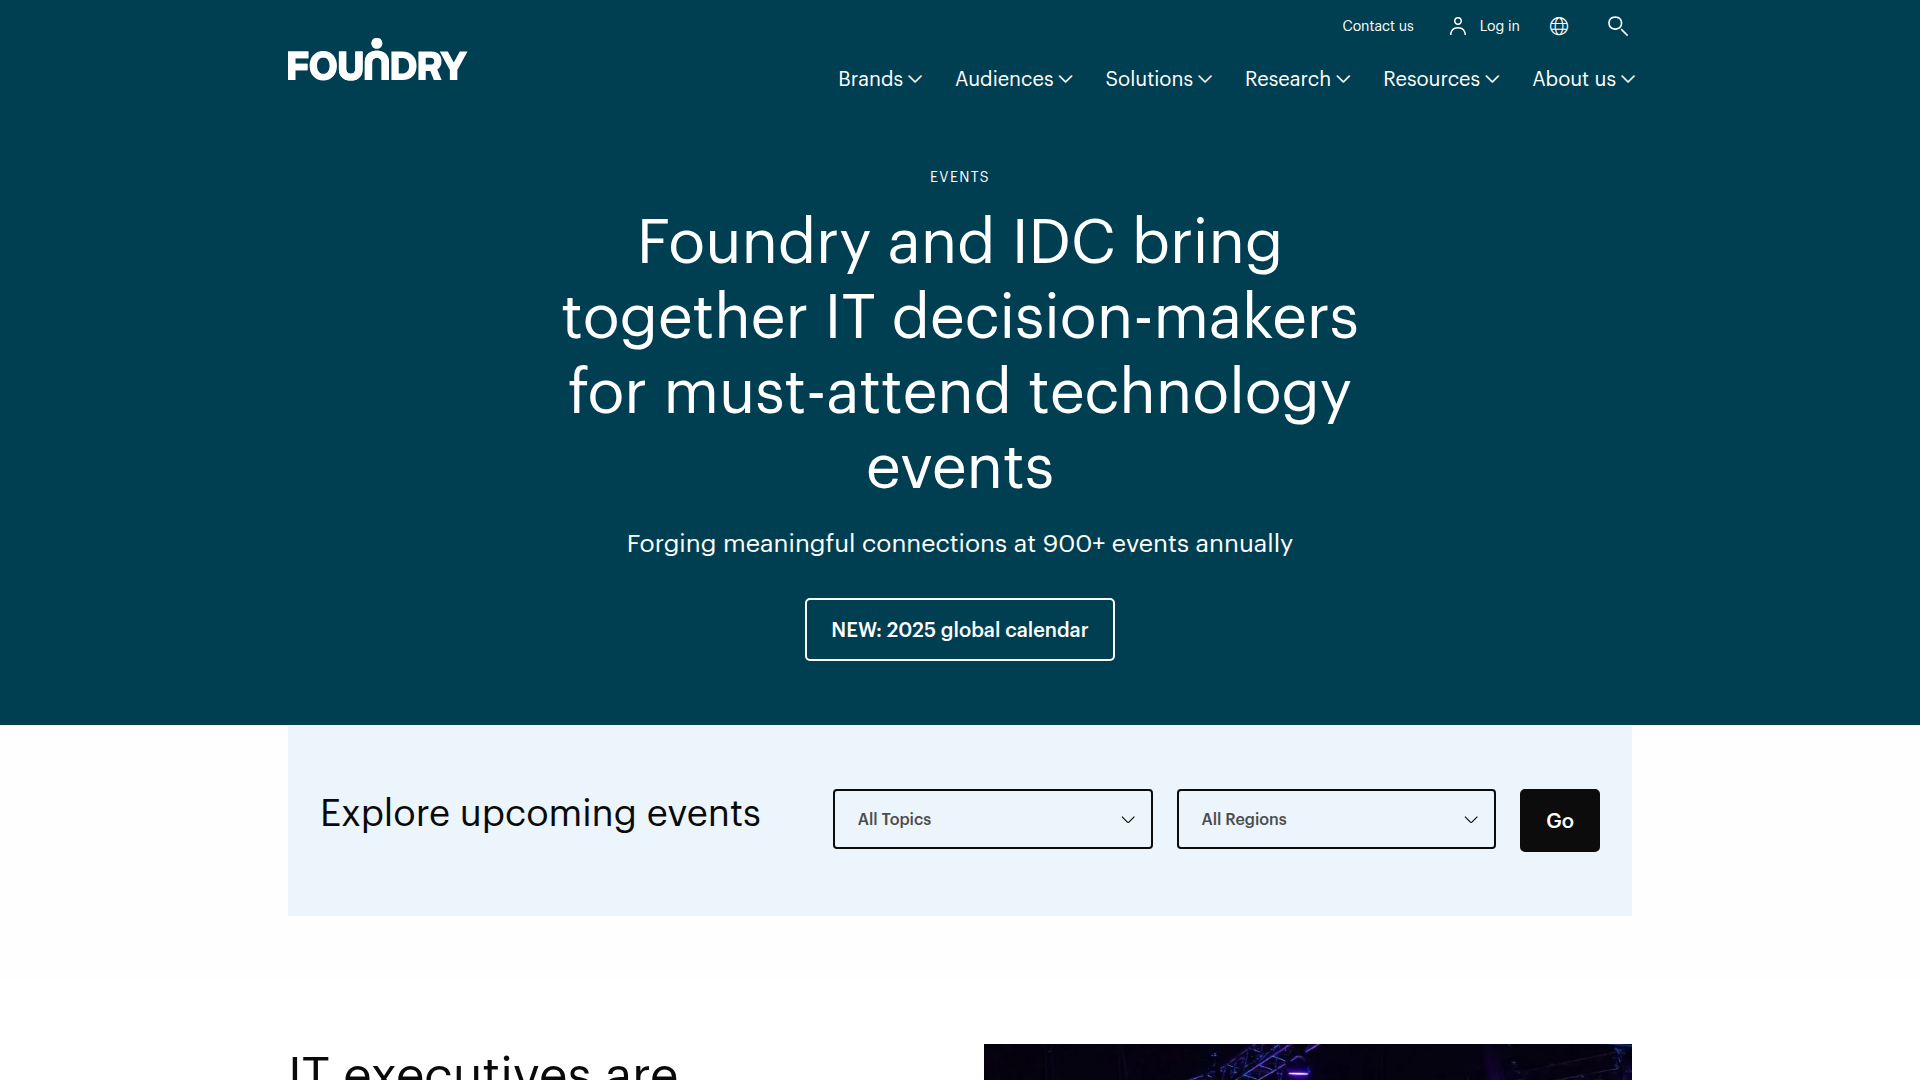 Contact us
Log in
FOUNDRY
Brands
Audiences
Solutions
Research
Resources
About us
EVENTS
Foundry and IDC bring
together IT decision-makers
for must-attend technology
events
Forging meaningful connections at 900+ events annually
NEW: 2025 global calendar
Explore upcoming events
All Topics
All Regions
Go
IT executives are